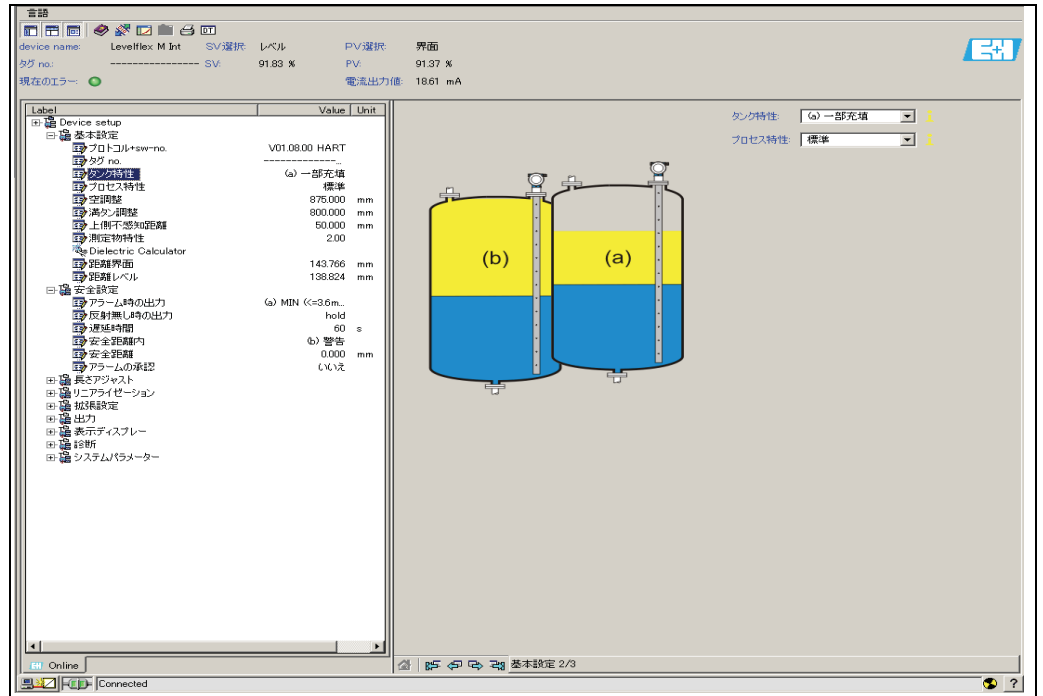 言語
device name: Levelflex M Int SV選択: レベル PV選択: 界面
タグ no.: ---------------- SV: 91.83 % PV: 91.37 %
現在のエラー: 電流出力値: 18.61 mA
E+H
Label Value Unit
Device setup
基本設定
プロトコル+sw-no. V01.08.00 HART
タグ no. -------------...
タンク特性 (a) 一部充填
プロセス特性 標準
空調整 875.000 mm
満タン調整 800.000 mm
上側不感知距離 50.000 mm
測定物特性 2.00
Dielectric Calculator
距離界面 143.766 mm
距離レベル 138.824 mm
安全設定
アラーム時の出力 (a) MIN (<=3.6m...
反射無し時の出力 hold
遅延時間 60 s
安全距離内 (b) 警告
安全距離 0.000 mm
アラームの承認 いいえ
長さアジャスト
リニアライゼーション
拡張設定
出力
表示ディスプレー
診断
システムパラメーター
タンク特性: (a) 一部充填
プロセス特性: 標準
(b)
(a)
Online
基本設定 2/3
Connected